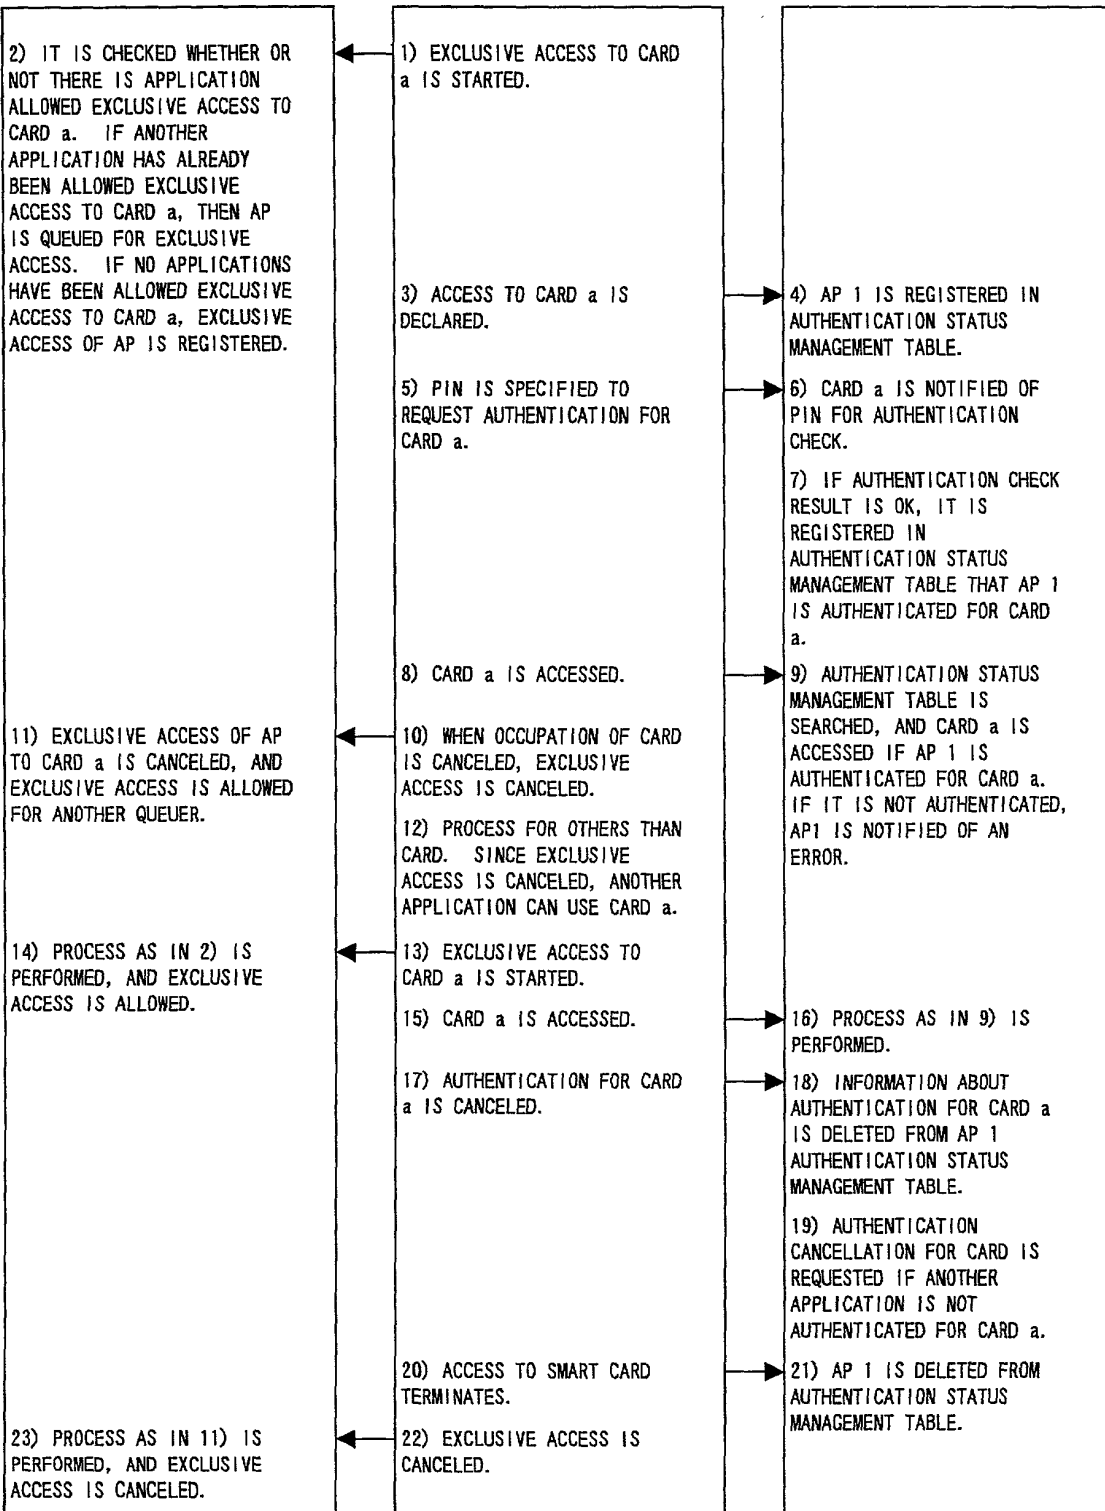 2) IT IS CHECKED WHETHER OR
NOT THERE IS APPLICATION
ALLOWED EXCLUSIVE ACCESS TO
CARD a. IF ANOTHER
APPLICATION HAS ALREADY
BEEN ALLOWED EXCLUSIVE
ACCESS TO CARD a, THEN AP
IS QUEUED FOR EXCLUSIVE
ACCESS. IF NO APPLICATIONS
HAVE BEEN ALLOWED EXCLUSIVE
ACCESS TO CARD a, EXCLUSIVE
ACCESS OF AP IS REGISTERED.
11) EXCLUSIVE ACCESS OF AP
TO CARD a IS CANCELED, AND
EXCLUSIVE ACCESS IS ALLOWED
FOR ANOTHER QUEUER.
14) PROCESS AS IN 2) IS
PERFORMED, AND EXCLUSIVE
ACCESS IS ALLOWED.
23) PROCESS AS IN 11) IS
PERFORMED, AND EXCLUSIVE
ACCESS IS CANCELED.
1) EXCLUSIVE ACCESS TO CARD
a IS STARTED.
3) ACCESS TO CARD a IS
DECLARED.
5) PIN IS SPECIFIED TO
REQUEST AUTHENTICATION FOR
CARD a.
8) CARD a IS ACCESSED.
10) WHEN OCCUPATION OF CARD
IS CANCELED, EXCLUSIVE
ACCESS IS CANCELED.
12) PROCESS FOR OTHERS THAN
CARD. SINCE EXCLUSIVE
ACCESS IS CANCELED, ANOTHER
APPLICATION CAN USE CARD a.
13) EXCLUSIVE ACCESS TO
CARD a IS STARTED.
15) CARD a IS ACCESSED.
17) AUTHENTICATION FOR CARD
a IS CANCELED.
20) ACCESS TO SMART CARD
TERMINATES.
22) EXCLUSIVE ACCESS IS
CANCELED.
4) AP 1 IS REGISTERED IN
AUTHENTICATION STATUS
MANAGEMENT TABLE.
6) CARD a IS NOTIFIED OF
PIN FOR AUTHENTICATION
CHECK.
7) IF AUTHENTICATION CHECK
RESULT IS OK, IT IS
REGISTERED IN
AUTHENTICATION STATUS
MANAGEMENT TABLE THAT AP 1
IS AUTHENTICATED FOR CARD
a.
9) AUTHENTICATION STATUS
MANAGEMENT TABLE IS
SEARCHED, AND CARD a IS
ACCESSED IF AP 1 IS
AUTHENTICATED FOR CARD a.
IF IT IS NOT AUTHENTICATED,
AP1 IS NOTIFIED OF AN
ERROR.
16) PROCESS AS IN 9) IS
PERFORMED.
18) INFORMATION ABOUT
AUTHENTICATION FOR CARD a
IS DELETED FROM AP 1
AUTHENTICATION STATUS
MANAGEMENT TABLE.
19) AUTHENTICATION
CANCELLATION FOR CARD IS
REQUESTED IF ANOTHER
APPLICATION IS NOT
AUTHENTICATED FOR CARD a.
21) AP 1 IS DELETED FROM
AUTHENTICATION STATUS
MANAGEMENT TABLE.